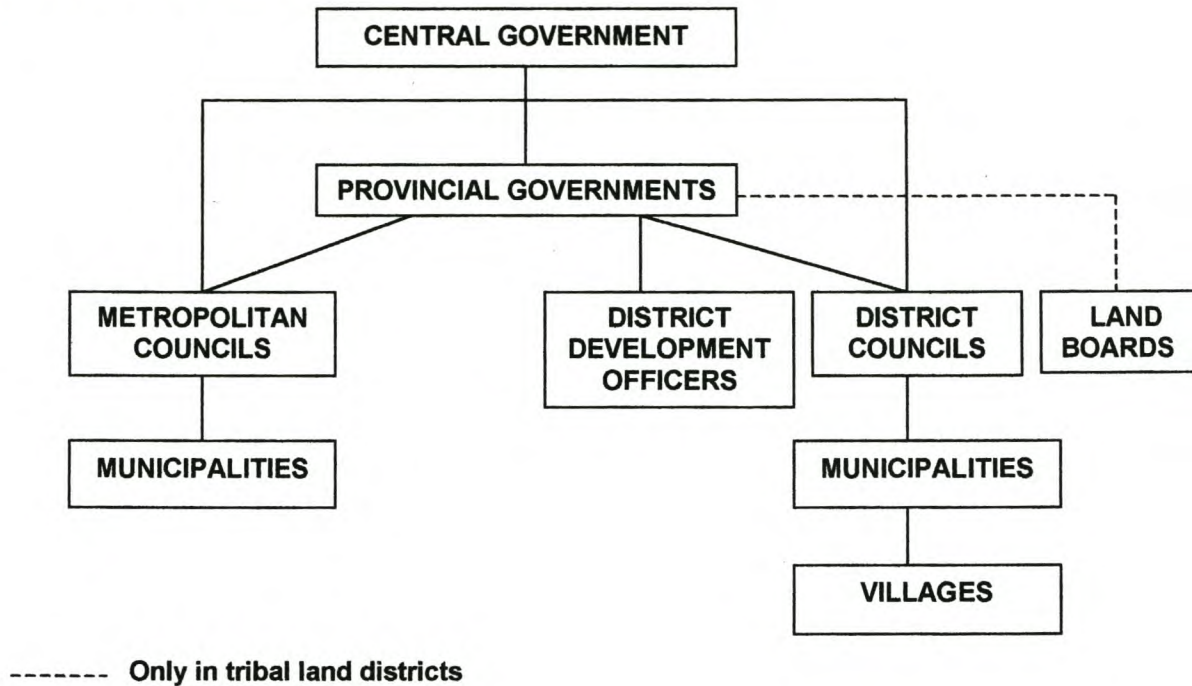 CENTRAL GOVERNMENT
PROVINCIAL GOVERNMENTS
METROPOLITAN
COUNCILS
DISTRICT
DEVELOPMENT
OFFICERS
DISTRICT
COUNCILS
LAND
BOARDS
MUNICIPALITIES
MUNICIPALITIES
VILLAGES
Only in tribal land districts